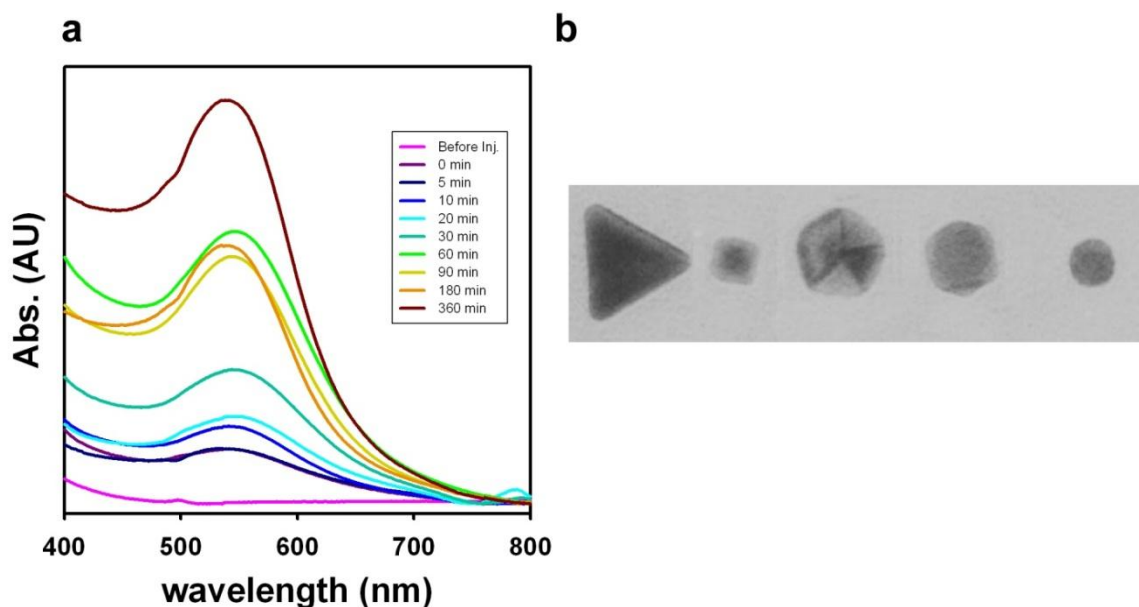 a
b
Abs. (AU)
Before Inj.
0 min
5 min
10 min
20 min
30 min
60 min
90 min
180 min
360 min
400 500 600 700 800
wavelength (nm)